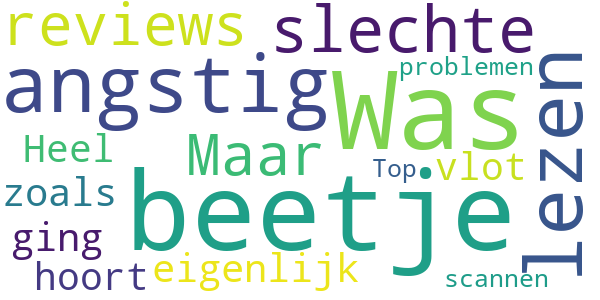 reviews slechte
angstig Was
problemen
lezen
Heel Maar Top vlot
zoals beetje
ging
hoort eigenlijk scannen